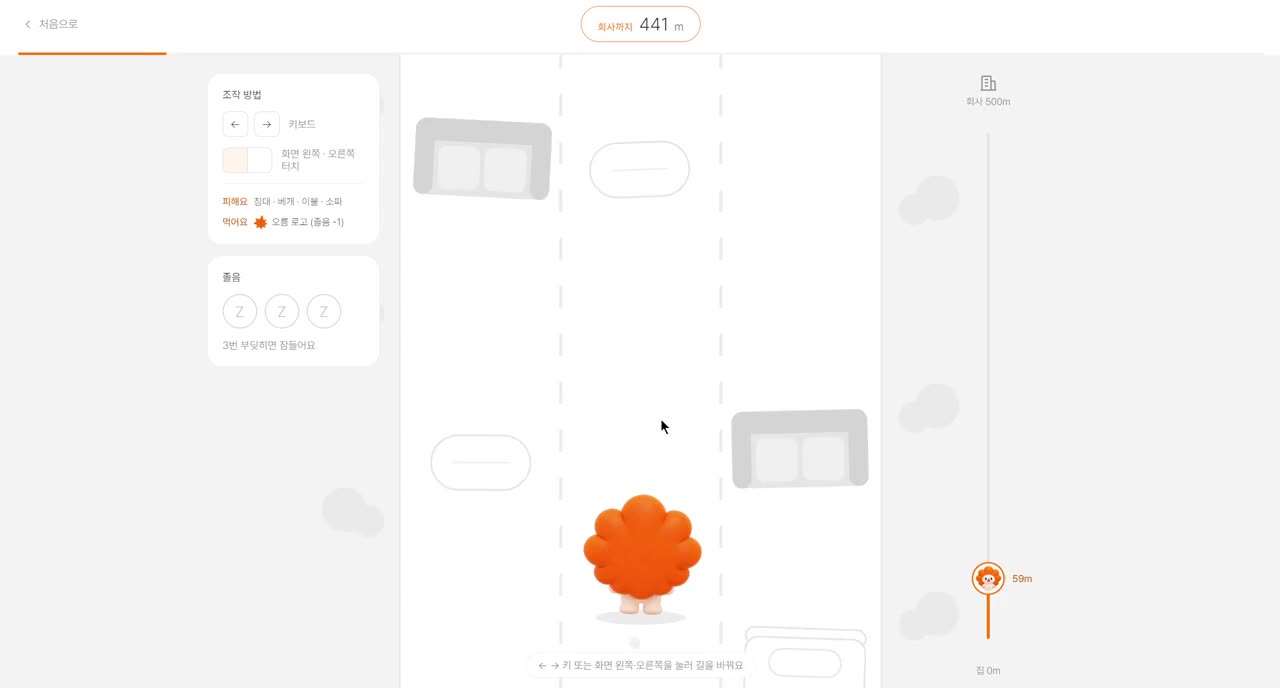 처음으로
회사까지 441 m
조작 방법
← → 키보드
화면 왼쪽 · 오른쪽
터치
피해요 침대 · 베개 · 이불 · 소파
먹어요 오름 로고 (졸음 -1)
졸음
Z Z Z
3번 부딪히면 잠들어요
회사 500m
59m
집 0m
← → 키 또는 화면 왼쪽·오른쪽을 눌러 길을 바꿔요